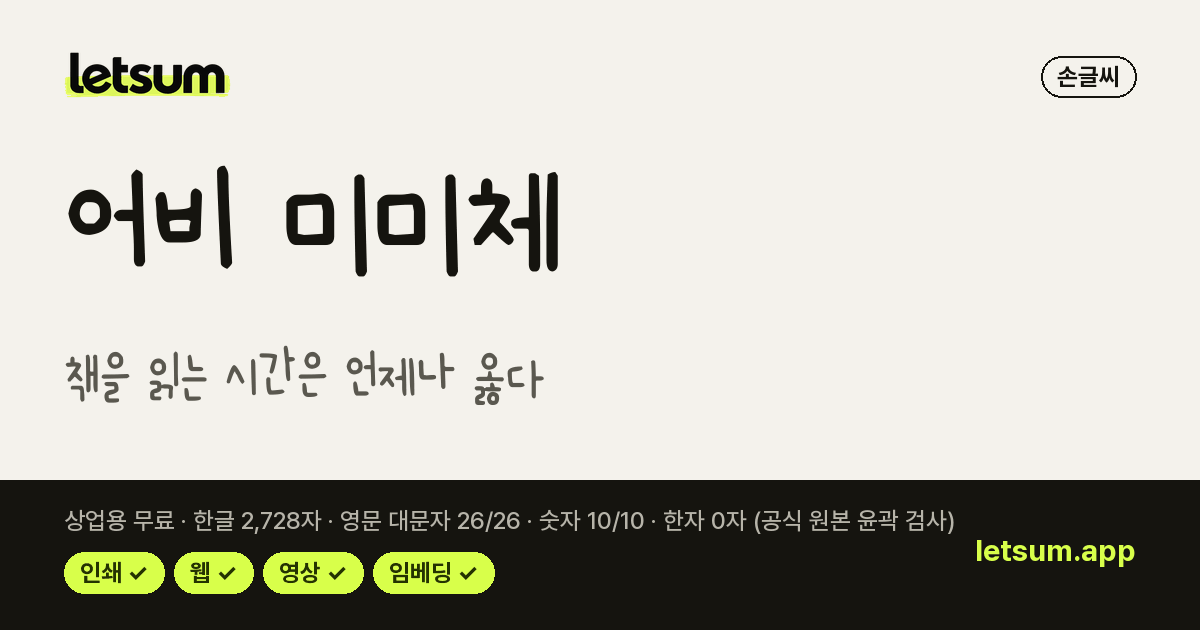 letsum
손글씨
어비 미미체
책을 읽는 시간은 언제나 옳다
상업용 무료 · 한글 2,728자 · 영문 대문자 26/26 · 숫자 10/10 · 한자 0자 (공식 원본 윤곽 검사)
인쇄 ✓ 웹 ✓ 영상 ✓ 임베딩 ✓
letsum.app